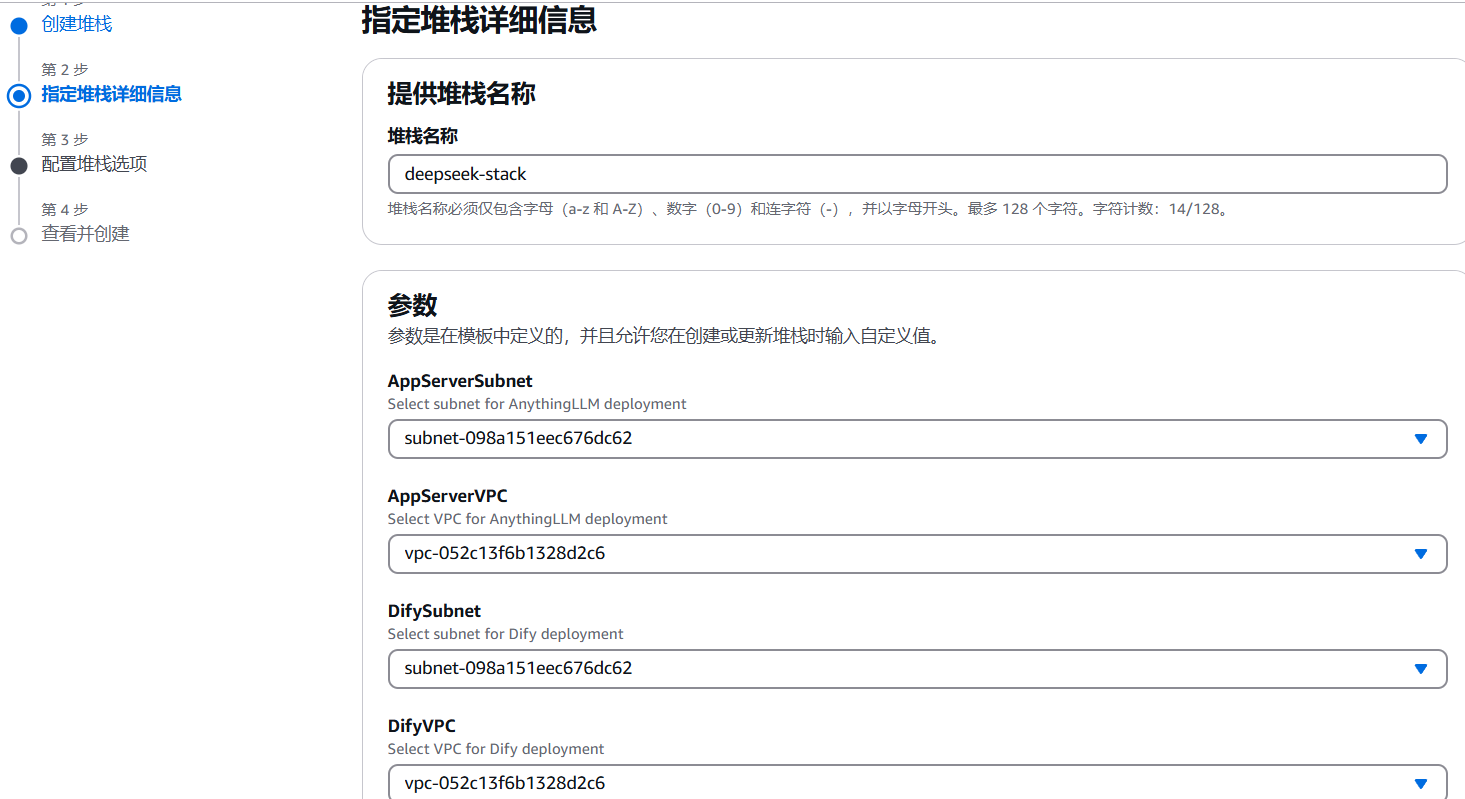 创建堆栈
指定堆栈详细信息
第 2 步
指定堆栈详细信息
第 3 步
配置堆栈选项
第 4 步
查看并创建
提供堆栈名称
堆栈名称
deepseek-stack
堆栈名称必须仅包含字母（a-z 和 A-Z）、数字（0-9）和连字符（-），并以字母开头。最多 128 个字符。字符计数：14/128。
参数
参数是在模板中定义的，并且允许您在创建或更新堆栈时输入自定义值。
AppServerSubnet
Select subnet for AnythingLLM deployment
subnet-098a151eec676dc62
AppServerVPC
Select VPC for AnythingLLM deployment
vpc-052c13f6b1328d2c6
DifySubnet
Select subnet for Dify deployment
subnet-098a151eec676dc62
DifyVPC
Select VPC for Dify deployment
vpc-052c13f6b1328d2c6